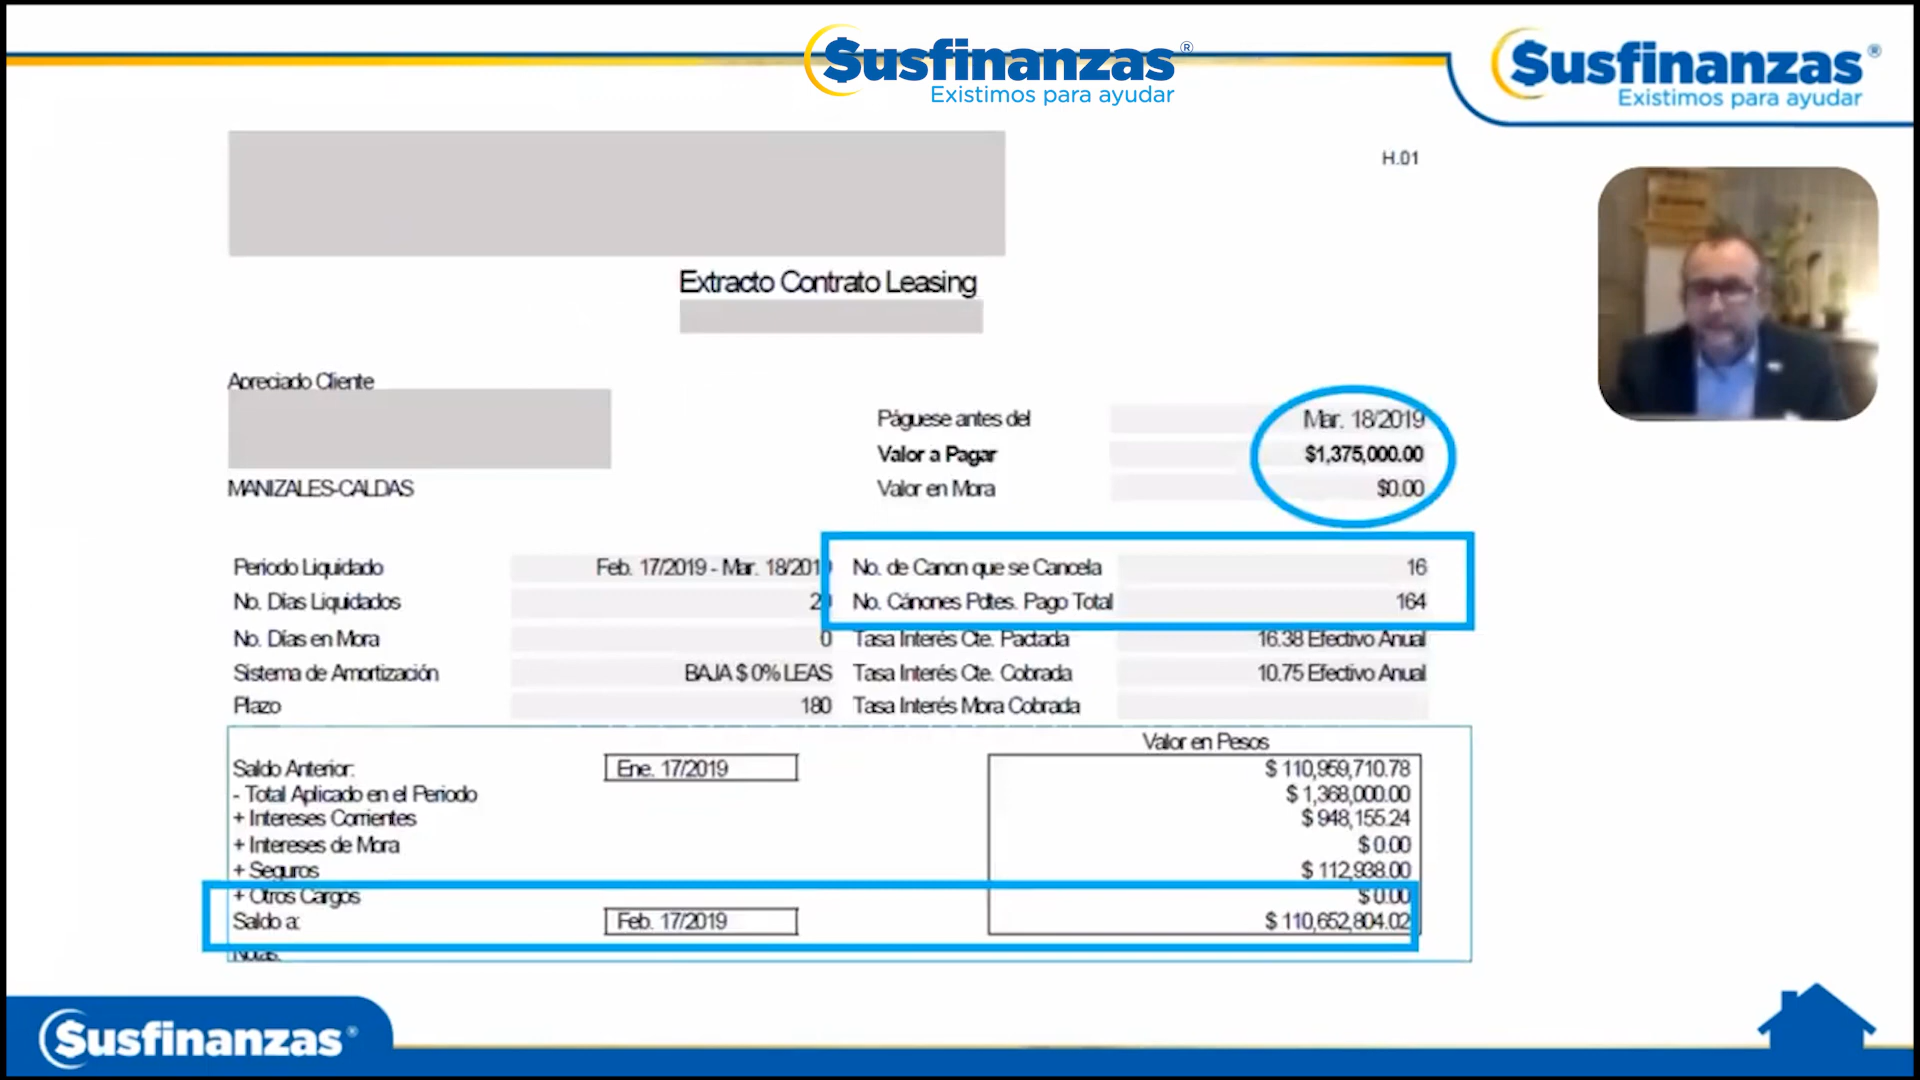 $usfinanzas®
Existimos para ayudar
$usfinanzas®
Existimos para ayudar
H.01
Extracto Contrato Leasing
Apreciado Cliente
MANIZALES-CALDAS
Páguese antes del Mar. 18/2019
Valor a Pagar $1,375,000.00
Valor en Mora $0.00
Periodo Liquidado Feb. 17/2019 - Mar. 18/201
No. Días Liquidados
No. Días en Mora 0
Sistema de Amortización BAJA $ 0% LEAS
Plazo 180
No. de Canon que se Cancela 16
No. Cánones Pdtes. Pago Total 164
Tasa Interés Cte. Pactada 16.38 Efectivo Anual
Tasa Interés Cte. Cobrada 10.75 Efectivo Anual
Tasa Interés Mora Cobrada
Valor en Pesos
Saldo Anterior: Ene. 17/2019 $ 110,959,710.78
- Total Aplicado en el Periodo $ 1,368,000.00
+ Intereses Corrientes $ 948,155.24
+ Intereses de Mora $ 0.00
+ Seguros $ 112,938.00
+ Otros Cargos $ 0.00
Saldo a: Feb. 17/2019 $ 110,652,804.02
Notas:
$usfinanzas®